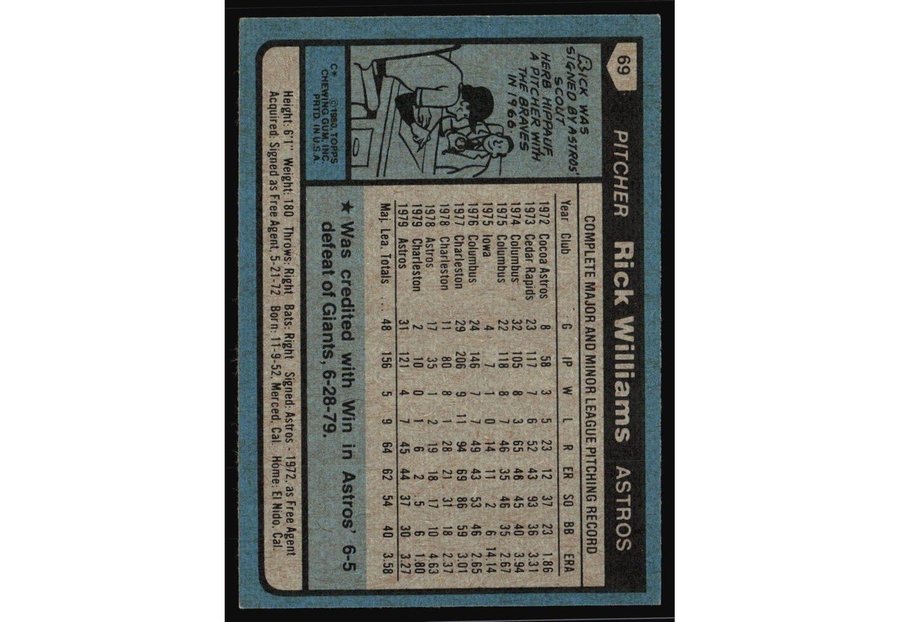 69
PITCHER Rick Williams ASTROS
RICK WAS
SIGNED BY ASTROS'
SCOUT
HERB HIPPAUF,
A PITCHER WITH
THE BRAVES
IN 1966
C* ©1980 TOPPS
CHEWING GUM, INC.
PRTD. IN U.S.A.
COMPLETE MAJOR AND MINOR LEAGUE PITCHING RECORD
Year Club G IP W L R ER SO BB ERA
1972 Cocoa Astros 8 58 3 5 23 12 37 23 1.86
1973 Cedar Rapids 23 117 7 6 52 43 93 36 3.31
1974 Columbus 32 105 8 3 65 46 45 40 3.94
1975 Columbus 22 118 8 7 46 35 46 35 2.67
1975 Iowa 4 7 1 0 14 11 2 6 14.14
1976 Columbus 24 146 7 7 49 43 53 46 2.65
1977 Charleston 29 206 9 11 94 69 86 59 3.01
1978 Charleston 11 80 8 2 28 21 31 18 2.37
1978 Astros 17 35 1 2 19 18 17 10 4.63
1979 Charleston 2 10 0 1 6 2 5 6 1.80
1979 Astros 31 121 4 7 45 44 37 30 3.27
Maj. Lea. Totals 48 156 5 9 64 62 54 40 3.58
★ Was credited with Win in Astros' 6-5
defeat of Giants, 6-28-79.
Height: 6'1" Weight: 180 Throws: Right Bats: Right Signed: Astros - 1972, as Free Agent
Acquired: Signed as Free Agent, 5-21-72 Born: 11-9-52, Merced, Cal. Home: El Nido, Cal.